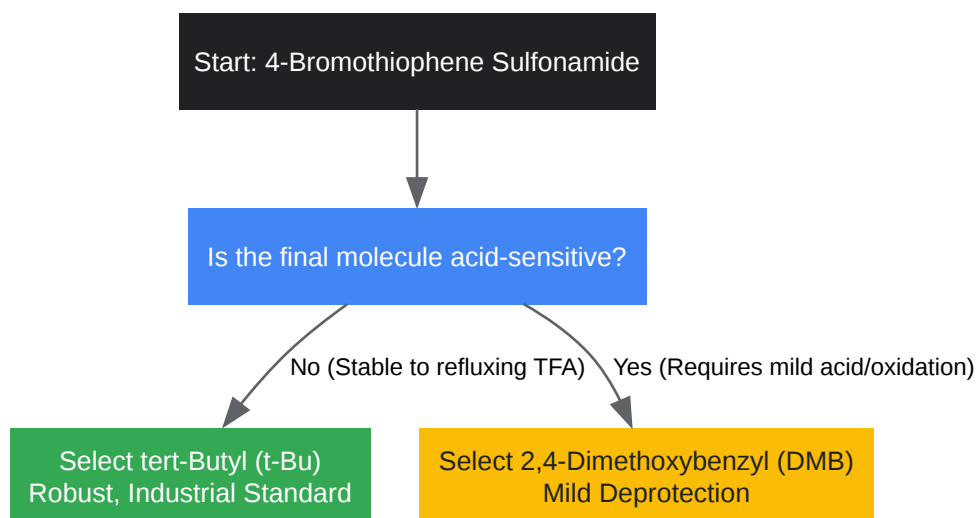 Start: 4-Bromothiophene Sulfonamide
Is the final molecule acid-sensitive?
No (Stable to refluxing TFA)
Yes (Requires mild acid/oxidation)
Select tert-Butyl (t-Bu)
Robust, Industrial Standard
Select 2,4-Dimethoxybenzyl (DMB)
Mild Deprotection